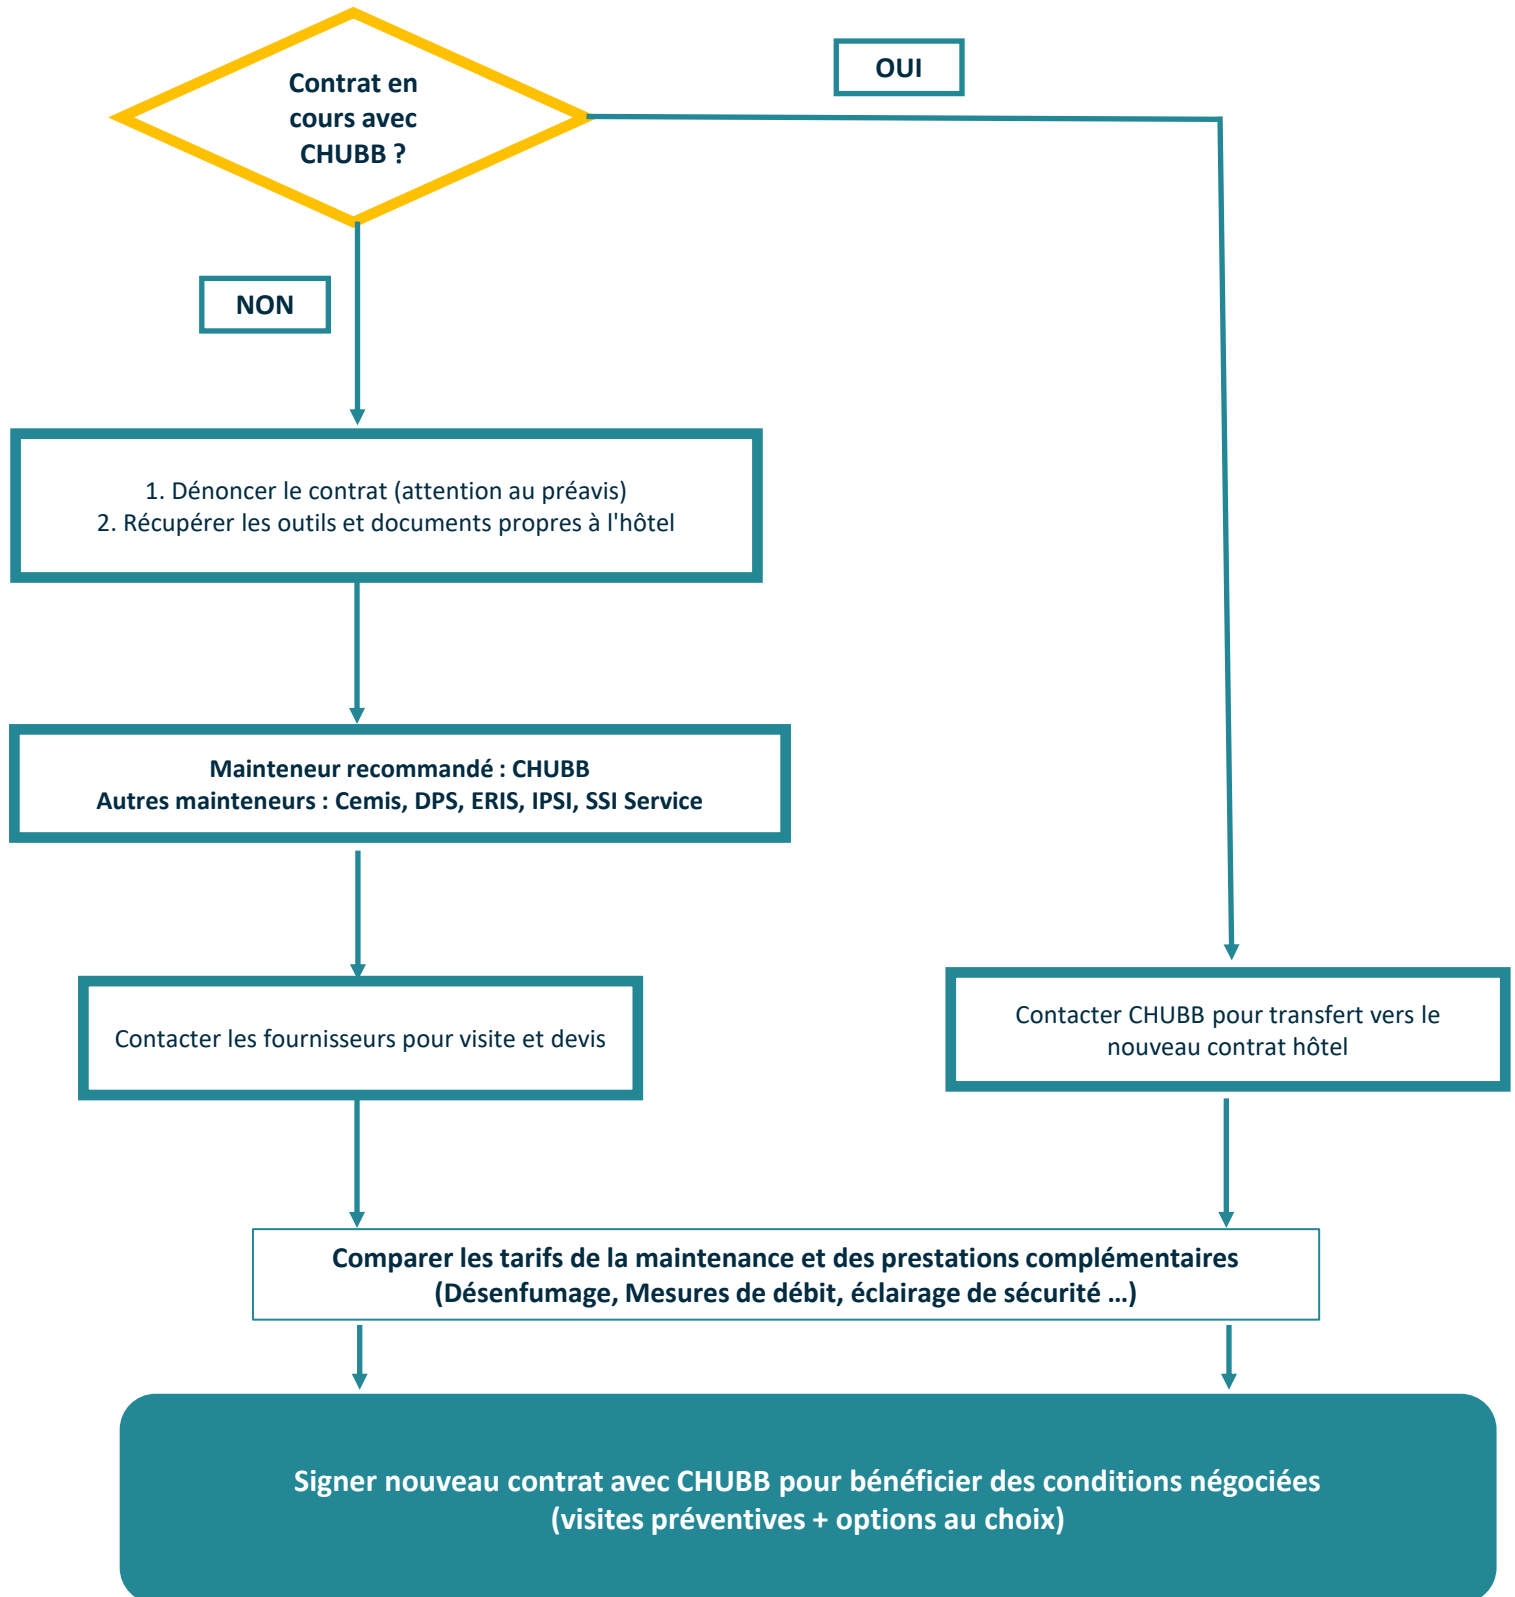 Contrat en
cours avec
CHUBB ?
OUI
NON
1. Dénoncer le contrat (attention au préavis)
2. Récupérer les outils et documents propres à l'hôtel
Mainteneur recommandé : CHUBB
Autres mainteneurs : Cemis, DPS, ERIS, IPSI, SSI Service
Contacter les fournisseurs pour visite et devis
Contacter CHUBB pour transfert vers le
nouveau contrat hôtel
Comparer les tarifs de la maintenance et des prestations complémentaires
(Désenfumage, Mesures de débit, éclairage de sécurité …)
Signer nouveau contrat avec CHUBB pour bénéficier des conditions négociées
(visites préventives + options au choix)